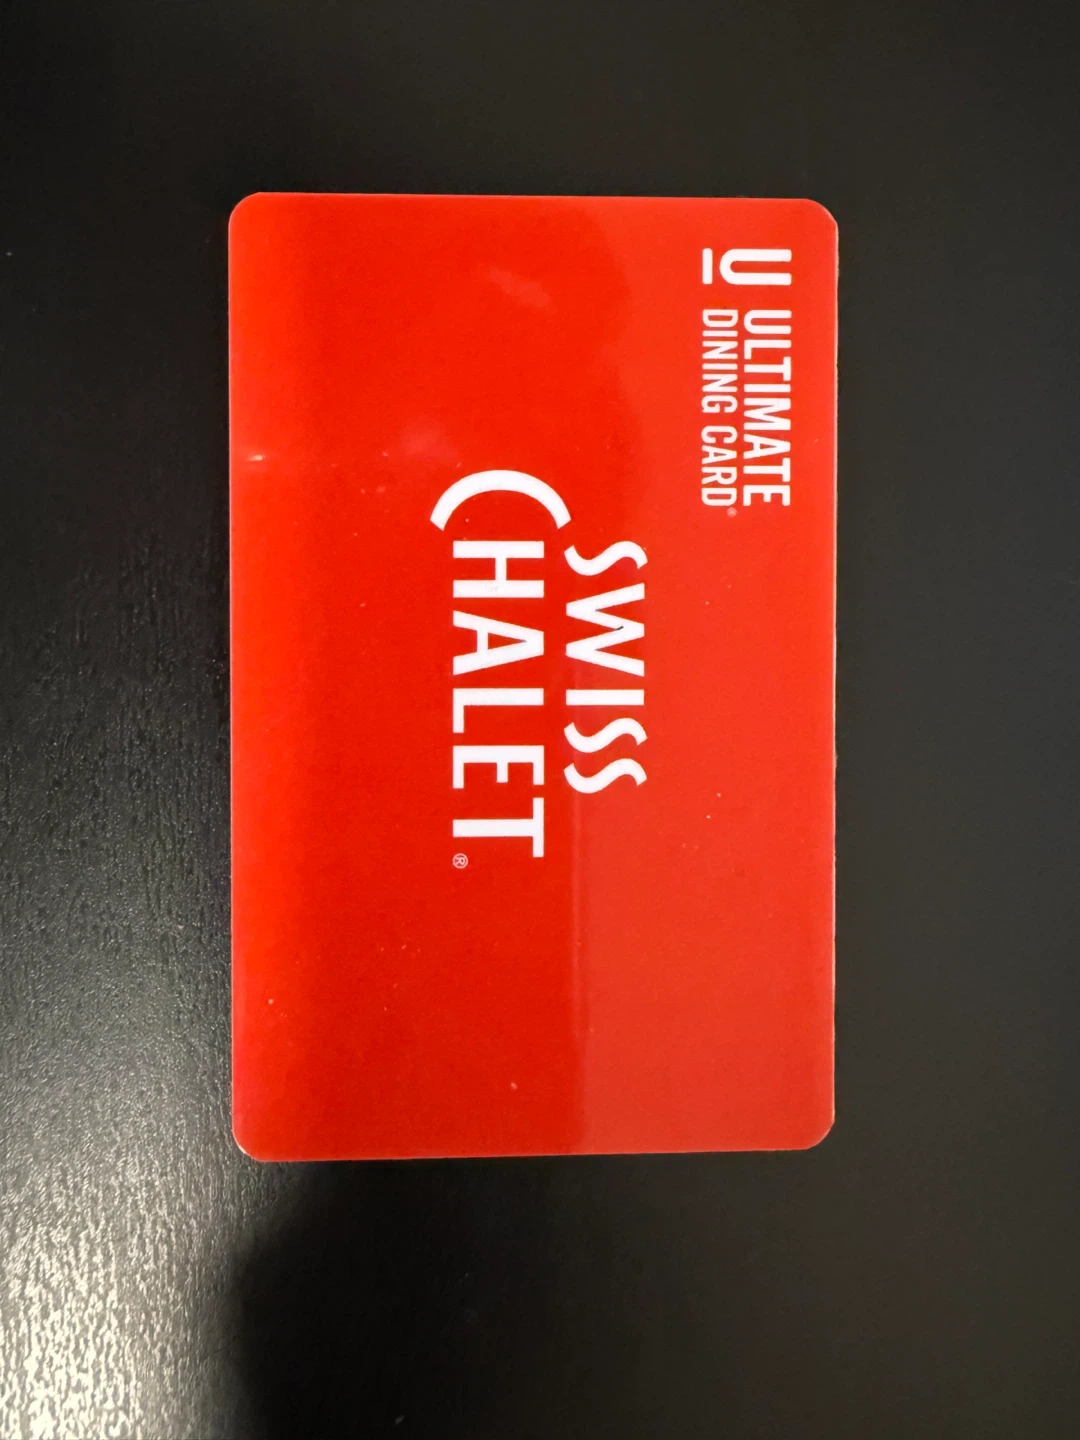 U ULTIMATE
DINING CARD®
SWISS
CHALET®